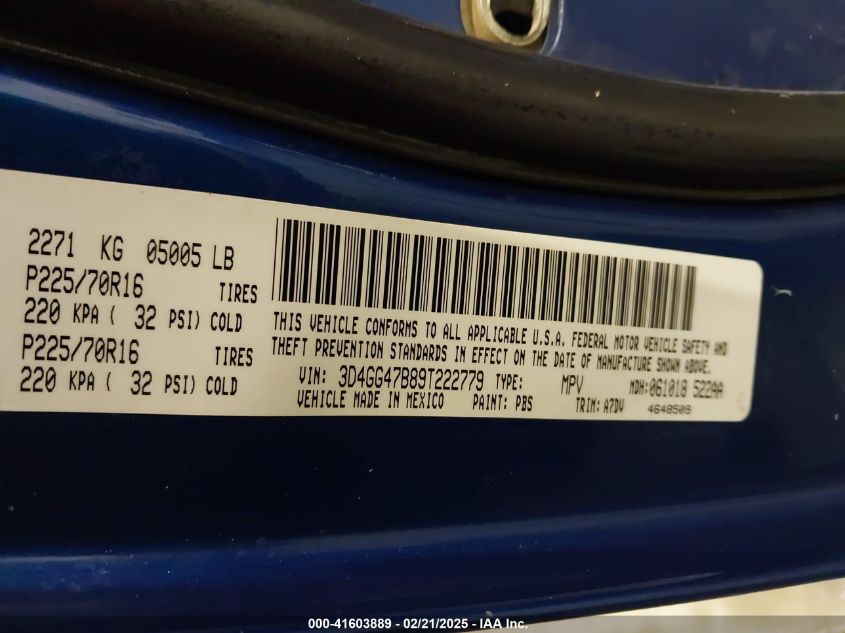 2271 KG 05005 LB
P225/70R16 TIRES
220 KPA ( 32 PSI) COLD
P225/70R16 TIRES
220 KPA ( 32 PSI) COLD
THIS VEHICLE CONFORMS TO ALL APPLICABLE U.S.A. FEDERAL MOTOR VEHICLE SAFETY AND
THEFT PREVENTION STANDARDS IN EFFECT ON THE DATE OF MANUFACTURE SHOWN ABOVE.
VIN: 3D4GG47B89T222779 TYPE: MPV MDH:061018 522AA
VEHICLE MADE IN MEXICO PAINT: PBS TRIM: A7DV 4648509
000-41603889 - 02/21/2025 - IAA Inc.